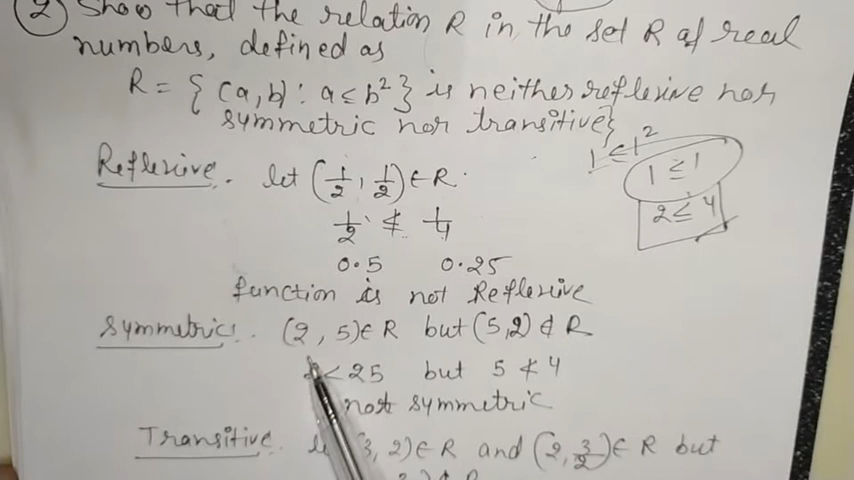 ② Show that the relation R in the set R of real
numbers, defined as
R = { (a, b) : a ≤ b² } is neither reflexive nor
symmetric nor transitive}
1 ≤ 1²
1 ≤ 1
2 ≤ 4
Reflexive. let (1/2, 1/2) ∈ R.
1/2 ≰ 1/4
0.5 0.25
function is not Reflexive
Symmetric. (2, 5) ∈ R but (5, 2) ∉ R
< 25 but 5 ≮ 4
not symmetric
Transitive. (3, 2) ∈ R and (2, 3/2) ∈ R but